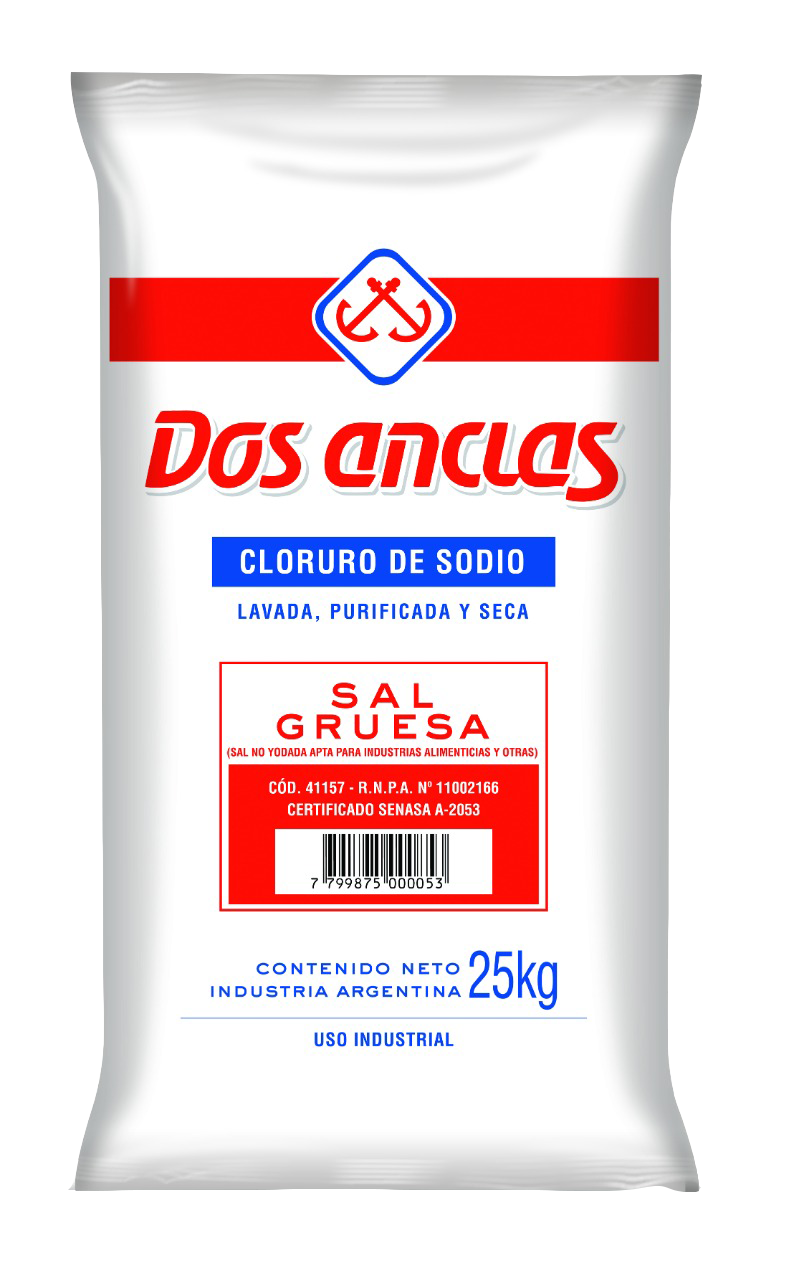 Dos anclas
CLORURO DE SODIO
LAVADA, PURIFICADA Y SECA
SAL
GRUESA
(SAL NO YODADA APTA PARA INDUSTRIAS ALIMENTICIAS Y OTRAS)
CÓD. 41157 - R.N.P.A. Nº 11002166
CERTIFICADO SENASA A-2053
7 799875 000053
CONTENIDO NETO 25kg
INDUSTRIA ARGENTINA
USO INDUSTRIAL